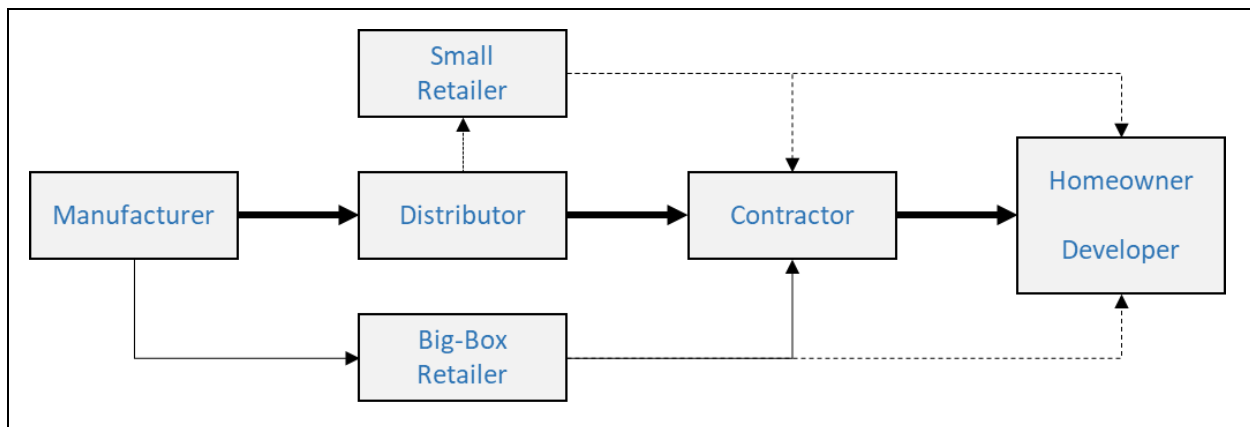 Small
Retailer
Manufacturer
Distributor
Contractor
Homeowner
Developer
Big-Box
Retailer